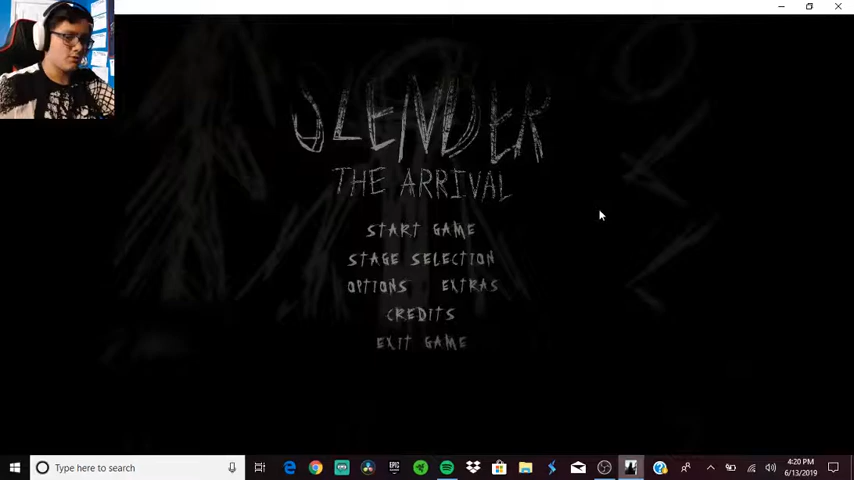 SLENDER
THE ARRIVAL
START GAME
STAGE SELECTION
OPTIONS EXTRAS
CREDITS
EXIT GAME
Type here to search
EPIC
4:20 PM
6/13/2019